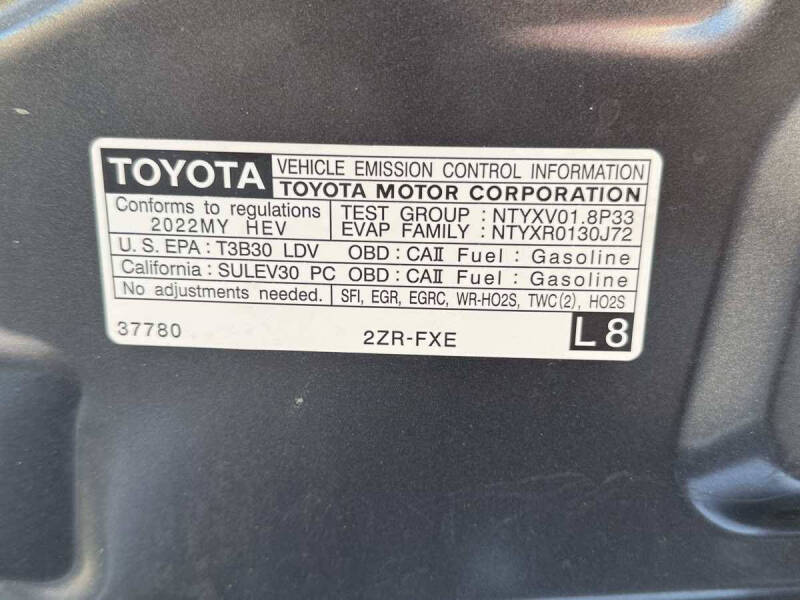 TOYOTA VEHICLE EMISSION CONTROL INFORMATION
TOYOTA MOTOR CORPORATION
Conforms to regulations
2022MY HEV
TEST GROUP : NTYXV01.8P33
EVAP FAMILY : NTYXR0130J72
U.S. EPA : T3B30 LDV OBD : CAⅡ Fuel : Gasoline
California : SULEV30 PC OBD : CAⅡ Fuel : Gasoline
No adjustments needed. SFI, EGR, EGRC, WR-HO2S, TWC(2), HO2S
37780 2ZR-FXE L8